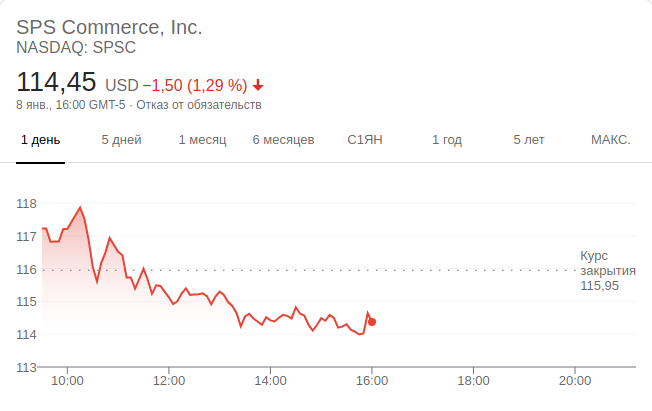 SPS Commerce, Inc.
NASDAQ: SPSC
114,45 USD −1,50 (1,29 %)
8 янв., 16:00 GMT-5 · Отказ от обязательств
1 день 5 дней 1 месяц 6 месяцев С1ЯН 1 год 5 лет МАКС.
118
117
116
115
114
113
Курс
закрытия
115,95
10:00 12:00 14:00 16:00 18:00 20:00